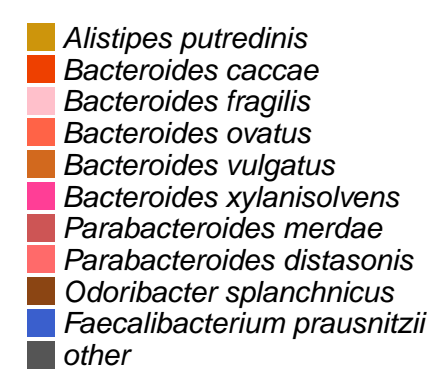 Alistipes putredinis
Bacteroides caccae
Bacteroides fragilis
Bacteroides ovatus
Bacteroides vulgatus
Bacteroides xylanisolvens
Parabacteroides merdae
Parabacteroides distasonis
Odoribacter splanchnicus
Faecalibacterium prausnitzii
other